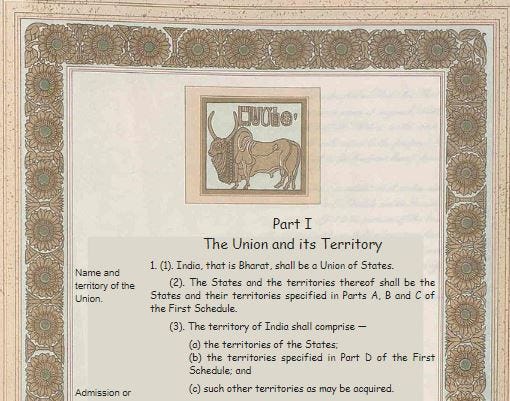 Part I
The Union and its Territory
Name and
territory of the
Union.
1. (1). India, that is Bharat, shall be a Union of States.
(2). The States and the territories thereof shall be the
States and their territories specified in Parts A, B and C of
the First Schedule.
(3). The territory of India shall comprise —
(a) the territories of the States;
(b) the territories specified in Part D of the First
Schedule; and
(c) such other territories as may be acquired.
Admission or